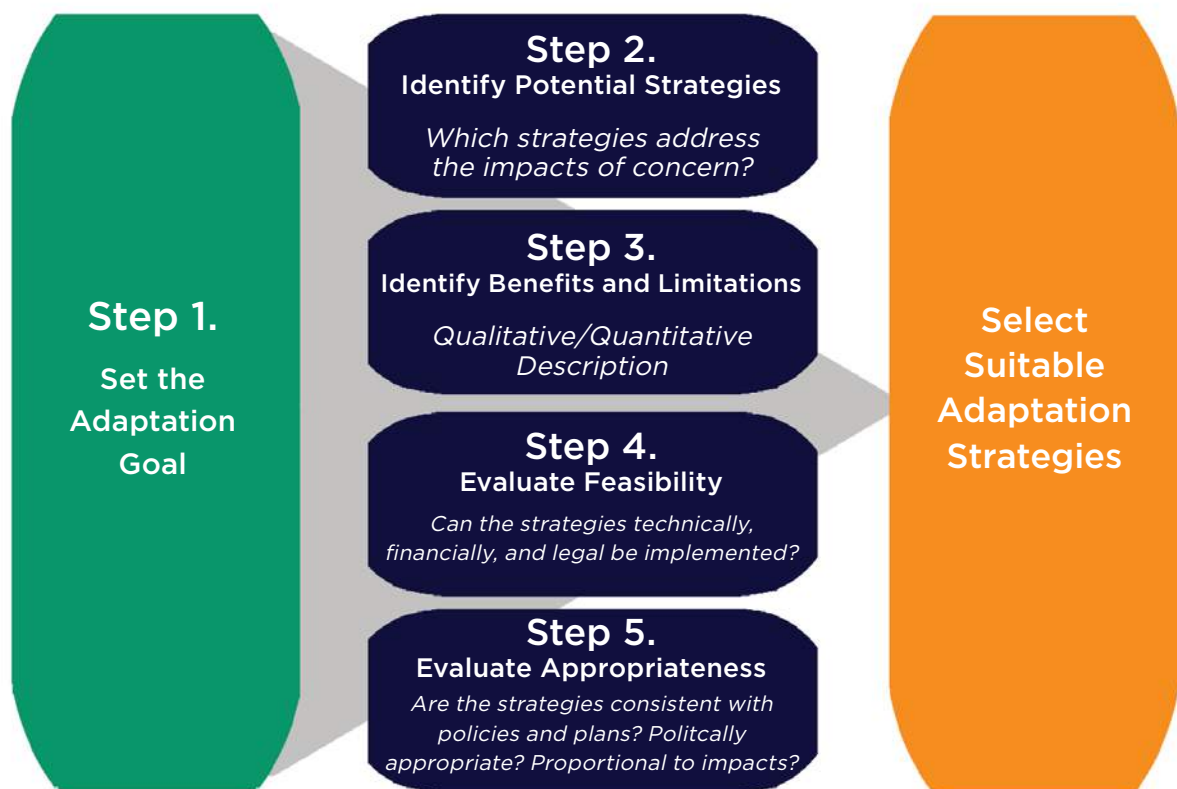 Step 1.
Set the
Adaptation
Goal
Step 2.
Identify Potential Strategies
Which strategies address
the impacts of concern?
Step 3.
Identify Benefits and Limitations
Qualitative/Quantitative
Description
Step 4.
Evaluate Feasibility
Can the strategies technically,
financially, and legal be implemented?
Step 5.
Evaluate Appropriateness
Are the strategies consistent with
policies and plans? Politcally
appropriate? Proportional to impacts?
Select
Suitable
Adaptation
Strategies